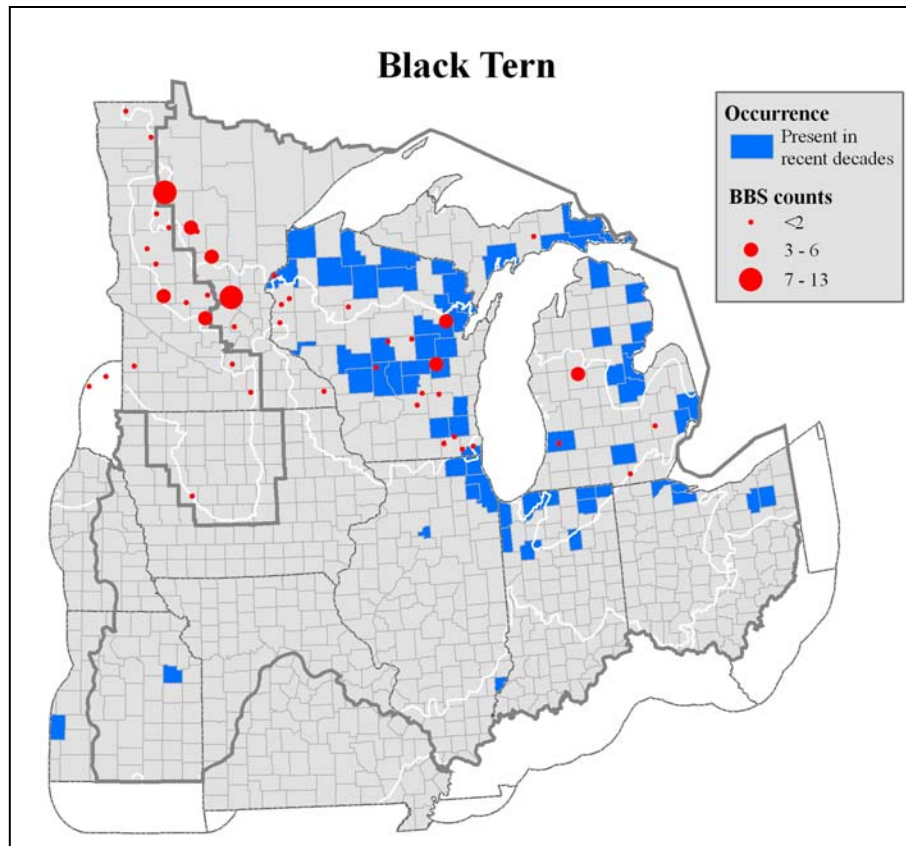 Black Tern
Occurrence
Present in
recent decades
BBS counts
<2
3 - 6
7 - 13